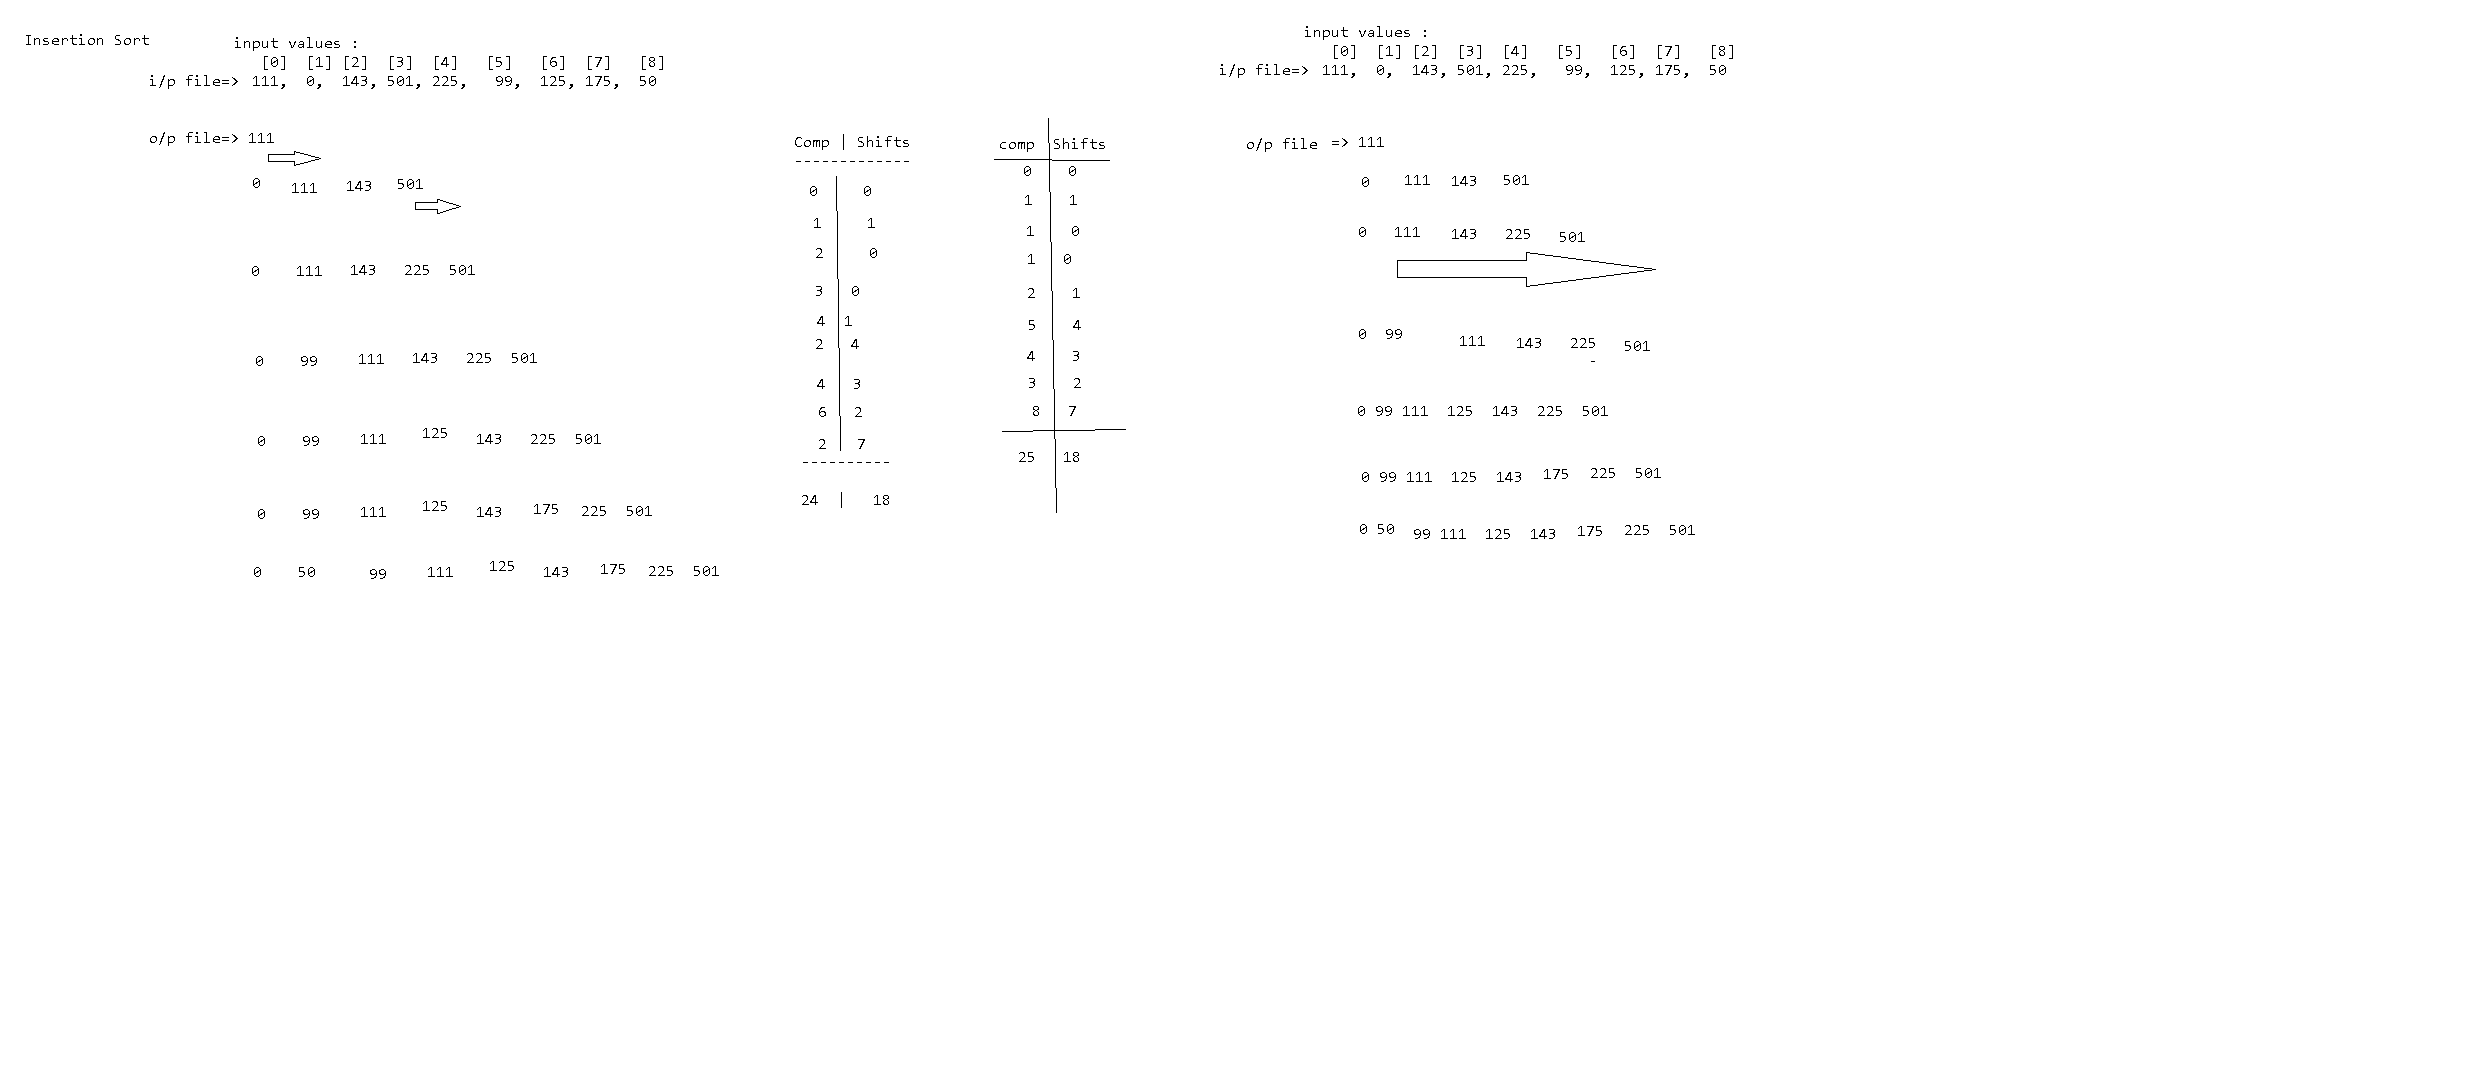 Insertion Sort
input values :
[0] [1] [2] [3] [4] [5] [6] [7] [8]
i/p file=> 111, 0, 143, 501, 225, 99, 125, 175, 50
o/p file=> 111
0 111 143 501
0 111 143 225 501
0 99 111 143 225 501
0 99 111 125 143 225 501
0 99 111 125 143 175 225 501
0 50 99 111 125 143 175 225 501
Comp | Shifts
-------------
0 0
1 1
2 0
3 0
4 1
2 4
4 3
6 2
2 7
----------
24 | 18
comp Shifts
0 0
1 1
1 0
1 0
2 1
5 4
4 3
3 2
8 7
25 18
input values :
[0] [1] [2] [3] [4] [5] [6] [7] [8]
i/p file=> 111, 0, 143, 501, 225, 99, 125, 175, 50
o/p file => 111
0 111 143 501
0 111 143 225 501
0 99 111 143 225 501
-
0 99 111 125 143 225 501
0 99 111 125 143 175 225 501
0 50 99 111 125 143 175 225 501